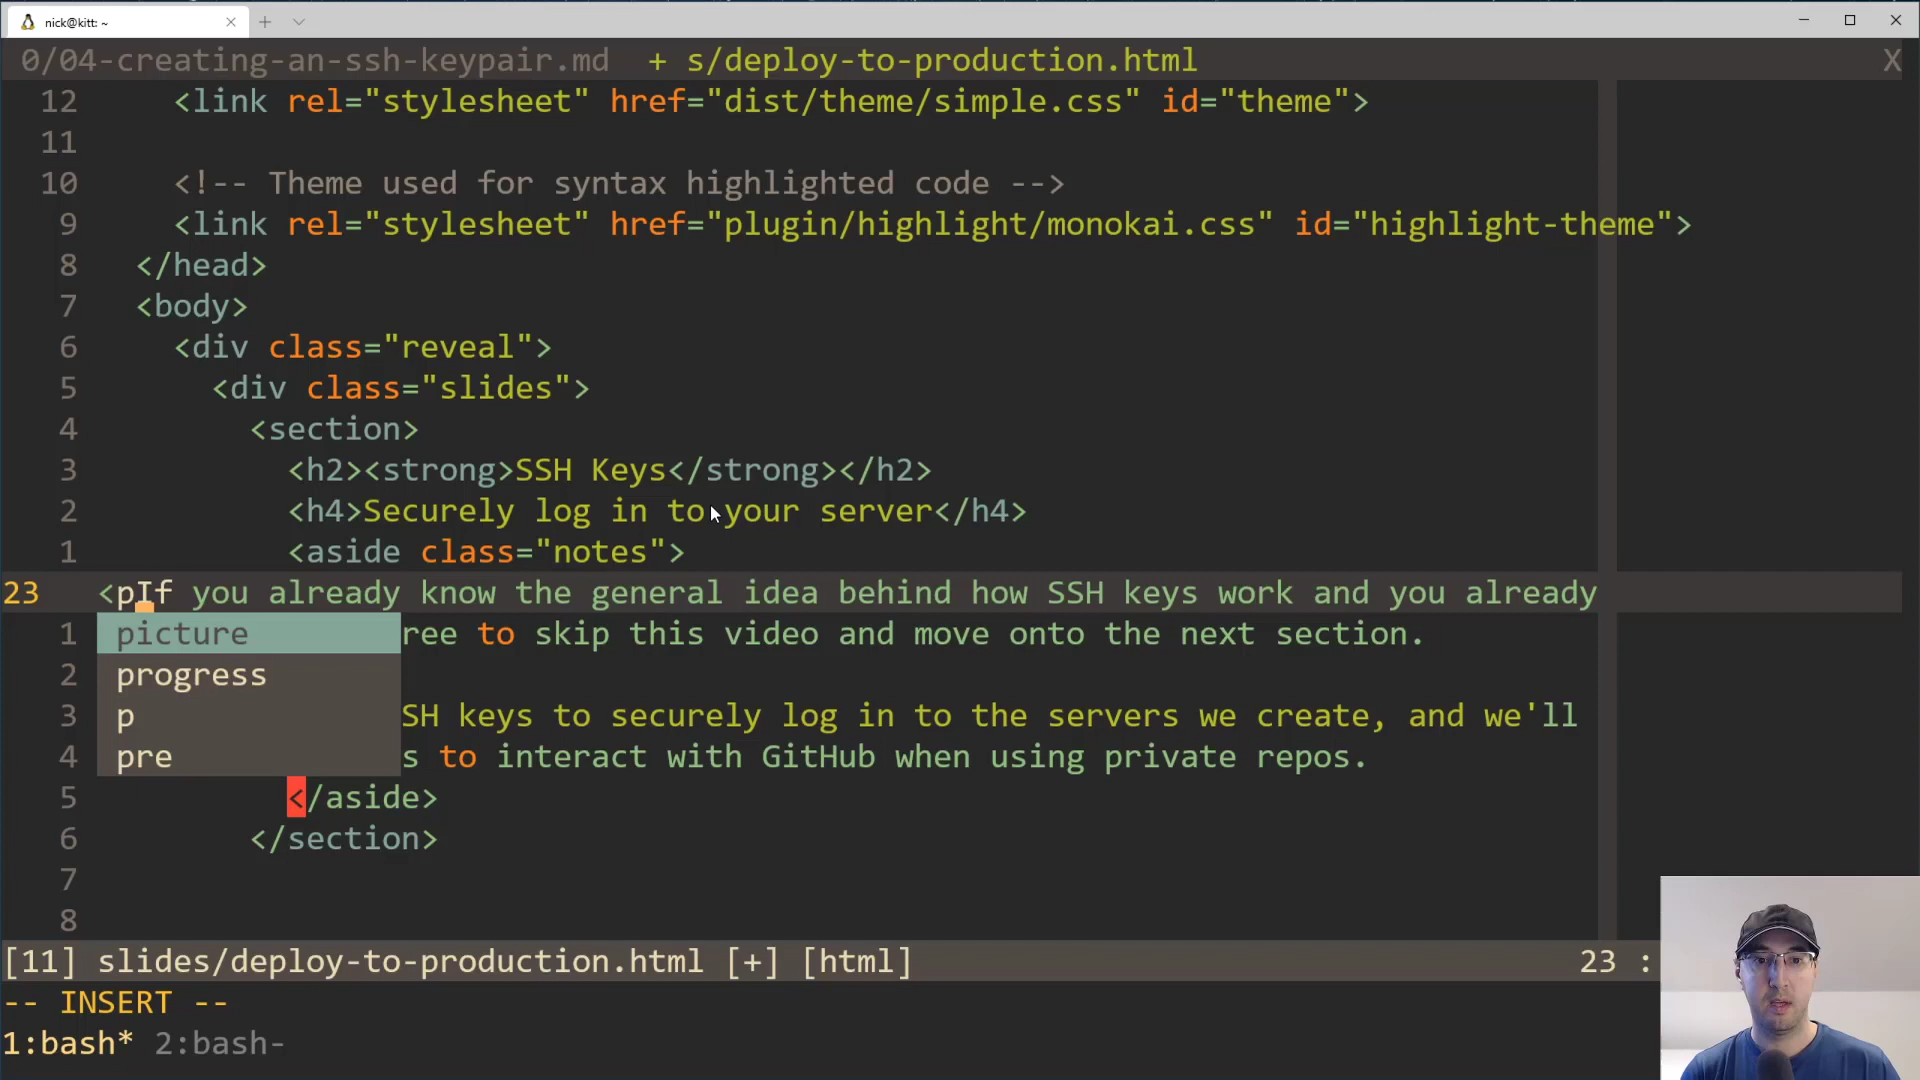 nick@kitt: ~
0/04-creating-an-ssh-keypair.md + s/deploy-to-production.html X
12 <link rel="stylesheet" href="dist/theme/simple.css" id="theme">
11
10 <!-- Theme used for syntax highlighted code -->
9 <link rel="stylesheet" href="plugin/highlight/monokai.css" id="highlight-theme">
8 </head>
7 <body>
6 <div class="reveal">
5 <div class="slides">
4 <section>
3 <h2><strong>SSH Keys</strong></h2>
2 <h4>Securely log in to your server</h4>
1 <aside class="notes">
23 <pIf you already know the general idea behind how SSH keys work and you already
1 picture ree to skip this video and move onto the next section.
2 progress
3 p SH keys to securely log in to the servers we create, and we'll
4 pre s to interact with GitHub when using private repos.
5 </aside>
6 </section>
7
8
[11] slides/deploy-to-production.html [+] [html] 23 :
-- INSERT --
1:bash* 2:bash-